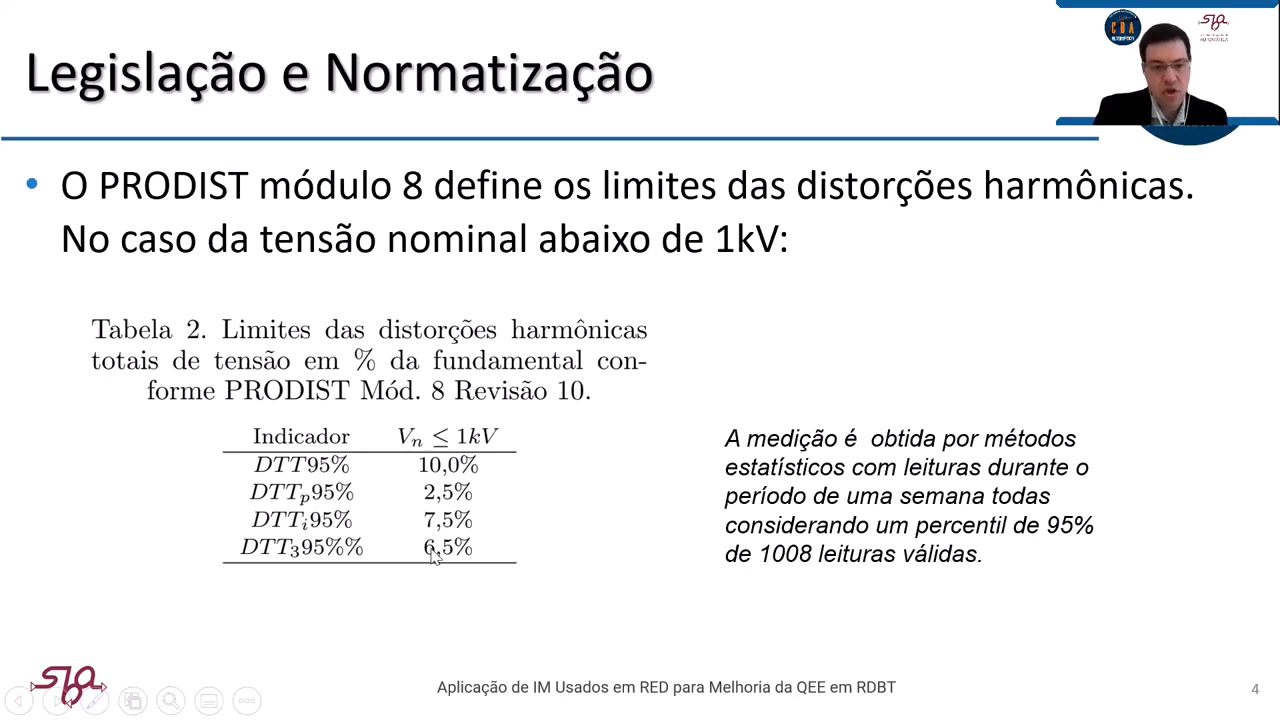 Legislação e Normatização
CBA
• O PRODIST módulo 8 define os limites das distorções harmônicas.
No caso da tensão nominal abaixo de 1kV:
Tabela 2. Limites das distorções harmônicas
totais de tensão em % da fundamental con-
forme PRODIST Mód. 8 Revisão 10.
Indicador Vn ≤ 1kV
DTT95% 10,0%
DTTp95% 2,5%
DTTi95% 7,5%
DTT395%% 6,5%
A medição é obtida por métodos
estatísticos com leituras durante o
período de uma semana todas
considerando um percentil de 95%
de 1008 leituras válidas.
sba
Aplicação de IM Usados em RED para Melhoria da QEE em RDBT
4